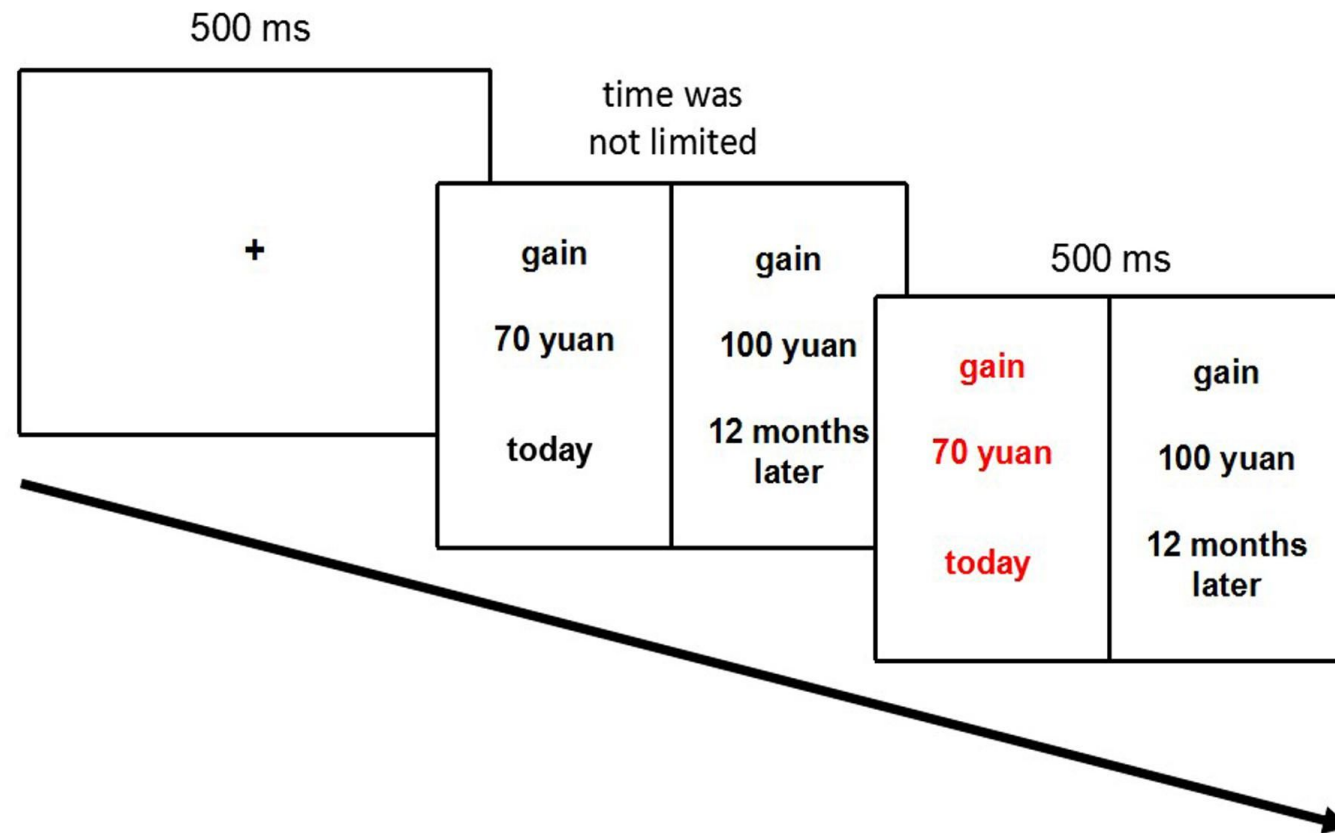 500 ms
+
time was
not limited
gain
70 yuan
today
gain
100 yuan
12 months
later
500 ms
gain
70 yuan
today
gain
100 yuan
12 months
later